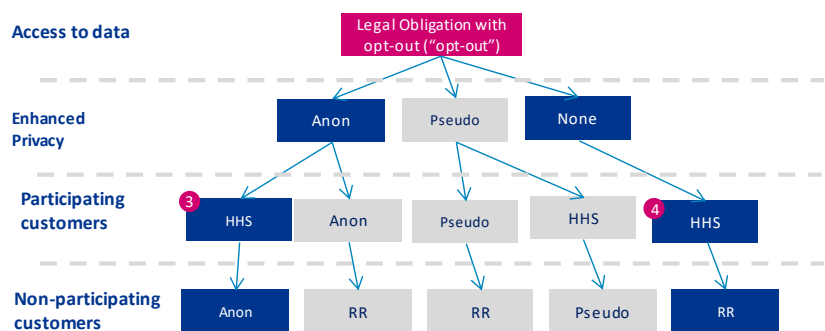 Access to data
Legal Obligation with
opt-out (“opt-out”)
Enhanced
Privacy
Anon
Pseudo
None
Participating
customers
3
HHS
Anon
Pseudo
HHS
4
HHS
Non-participating
customers
Anon
RR
RR
Pseudo
RR